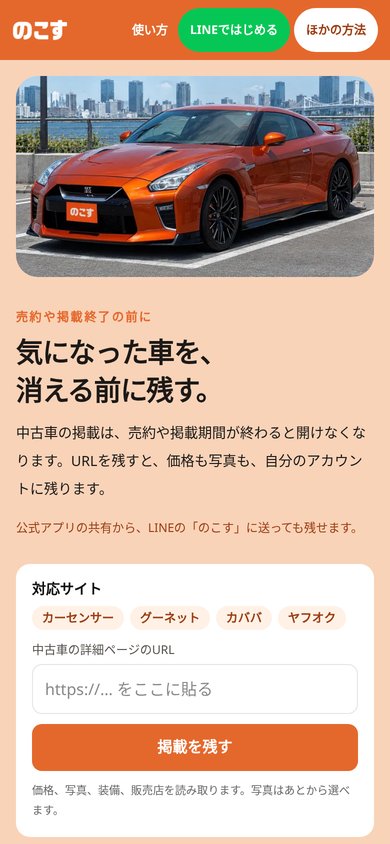 のこす
使い方
LINEではじめる
ほかの方法
のこす
売約や掲載終了の前に
気になった車を、
消える前に残す。
中古車の掲載は、売約や掲載期間が終わると開けなくな
ります。URLを残すと、価格も写真も、自分のアカウン
トに残ります。
公式アプリの共有から、LINEの「のこす」に送っても残せます。
対応サイト
カーセンサー
グーネット
カババ
ヤフオク
中古車の詳細ページのURL
https://... をここに貼る
掲載を残す
価格、写真、装備、販売店を読み取ります。写真はあとから選べ
ます。